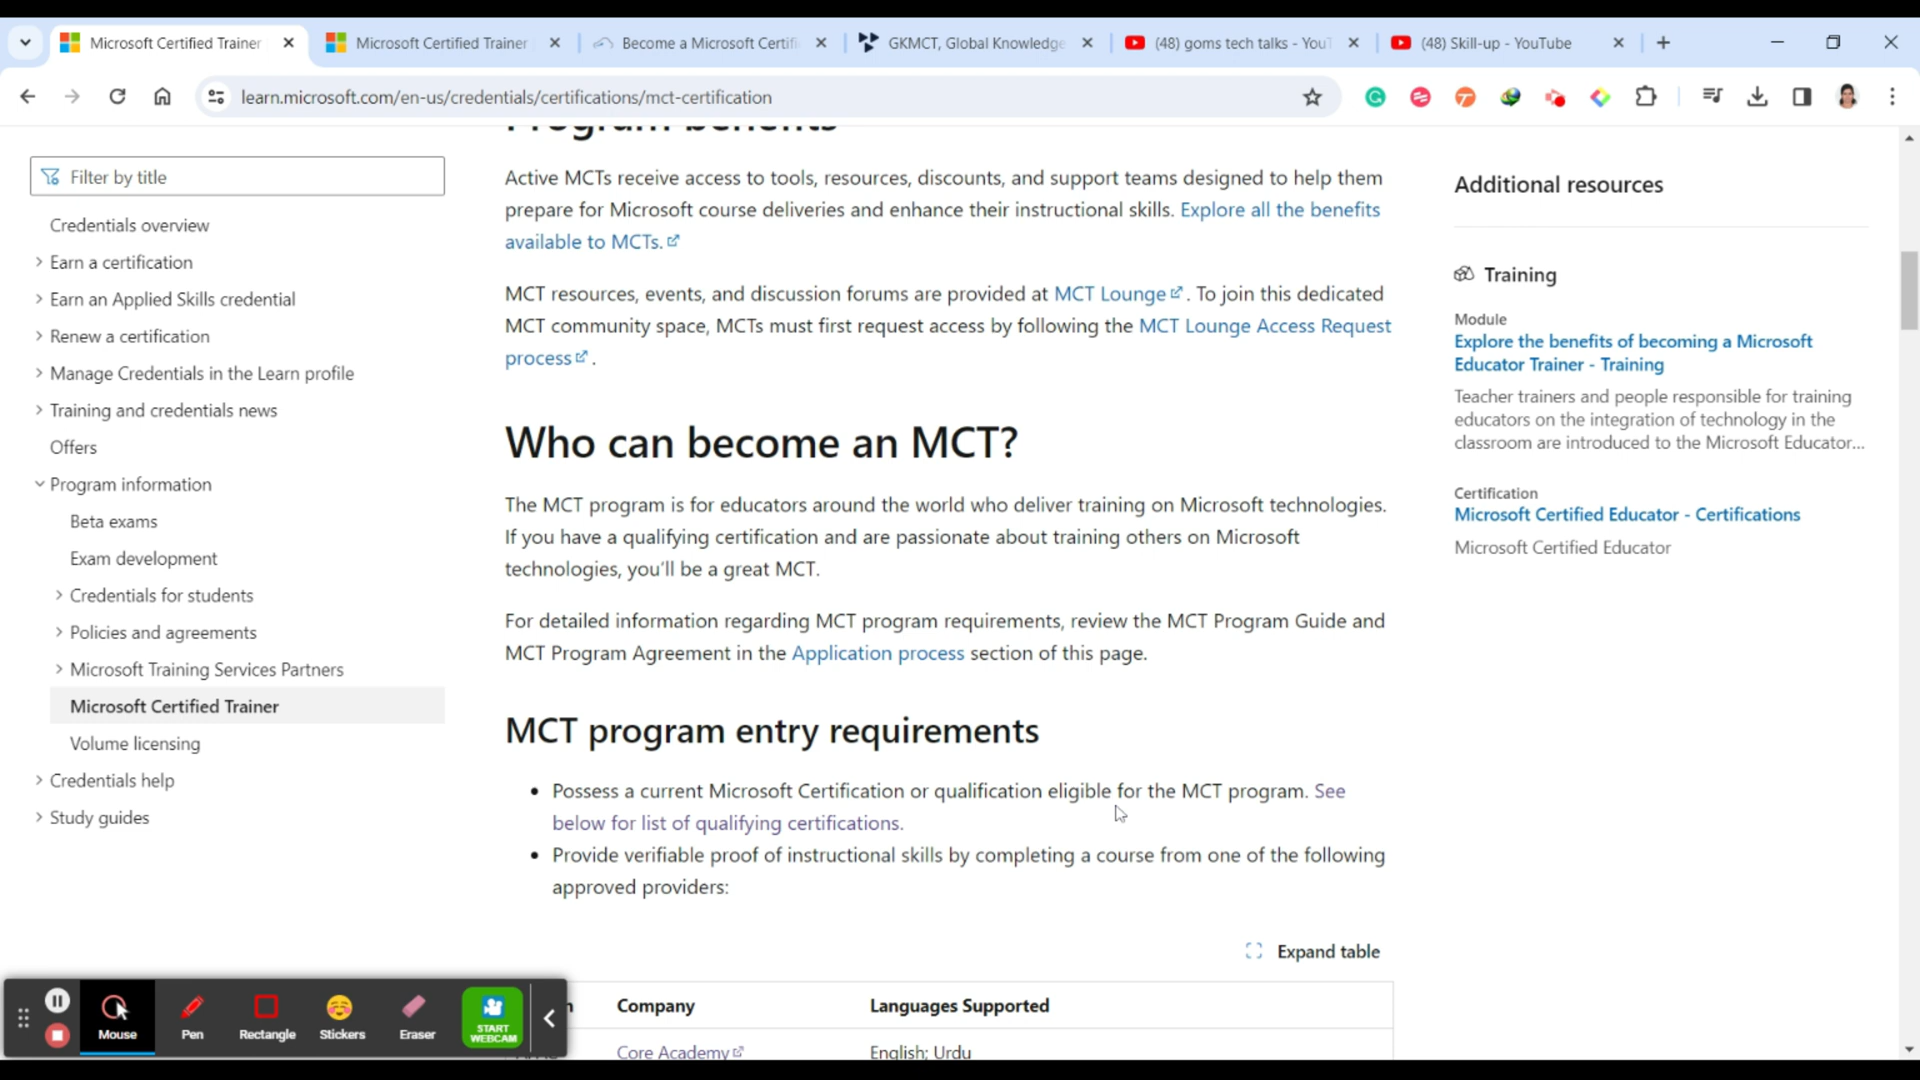 Microsoft Certified Trainer
Microsoft Certified Trainer
Become a Microsoft Certifi
GKMCT, Global Knowledge
(48) goms tech talks - YouT
(48) Skill-up - YouTube
learn.microsoft.com/en-us/credentials/certifications/mct-certification
Filter by title
Credentials overview
Earn a certification
Earn an Applied Skills credential
Renew a certification
Manage Credentials in the Learn profile
Training and credentials news
Offers
Program information
Beta exams
Exam development
Credentials for students
Policies and agreements
Microsoft Training Services Partners
Microsoft Certified Trainer
Volume licensing
Credentials help
Study guides
Program benefits
Active MCTs receive access to tools, resources, discounts, and support teams designed to help them
prepare for Microsoft course deliveries and enhance their instructional skills. Explore all the benefits
available to MCTs.
MCT resources, events, and discussion forums are provided at MCT Lounge. To join this dedicated
MCT community space, MCTs must first request access by following the MCT Lounge Access Request
process.
Who can become an MCT?
The MCT program is for educators around the world who deliver training on Microsoft technologies.
If you have a qualifying certification and are passionate about training others on Microsoft
technologies, you'll be a great MCT.
For detailed information regarding MCT program requirements, review the MCT Program Guide and
MCT Program Agreement in the Application process section of this page.
MCT program entry requirements
• Possess a current Microsoft Certification or qualification eligible for the MCT program. See
below for list of qualifying certifications.
• Provide verifiable proof of instructional skills by completing a course from one of the following
approved providers:
Expand table
Company Languages Supported
Core Academy English; Urdu
Additional resources
Training
Module
Explore the benefits of becoming a Microsoft
Educator Trainer - Training
Teacher trainers and people responsible for training
educators on the integration of technology in the
classroom are introduced to the Microsoft Educator...
Certification
Microsoft Certified Educator - Certifications
Microsoft Certified Educator
Mouse
Pen
Rectangle
Stickers
Eraser
START
WEBCAM